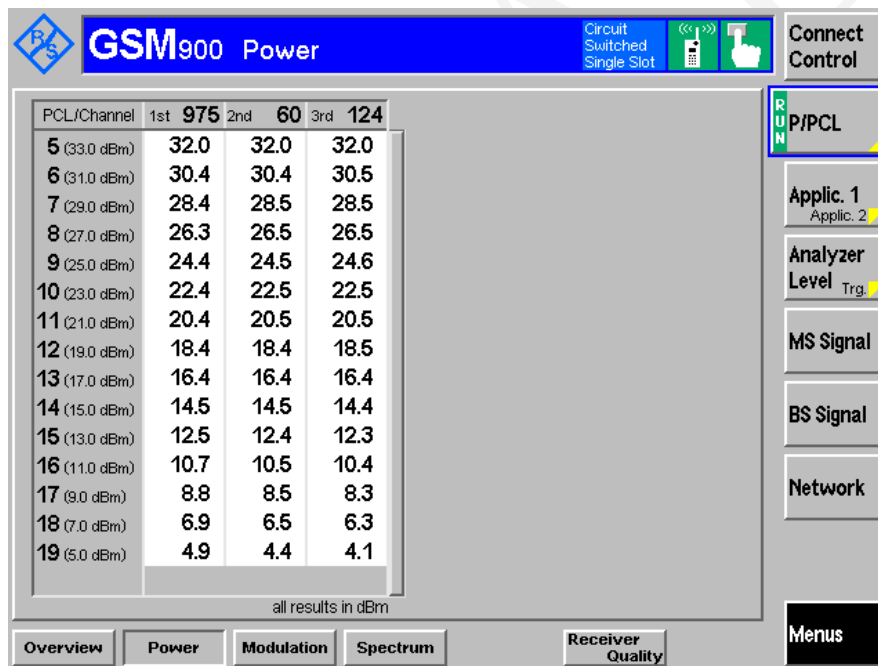 R&S
GSM900 Power
Circuit
Switched
Single Slot
Connect
Control
PCL/Channel 1st 975 2nd 60 3rd 124
5 (33.0 dBm) 32.0 32.0 32.0
6 (31.0 dBm) 30.4 30.4 30.5
7 (29.0 dBm) 28.4 28.5 28.5
8 (27.0 dBm) 26.3 26.5 26.5
9 (25.0 dBm) 24.4 24.5 24.6
10 (23.0 dBm) 22.4 22.5 22.5
11 (21.0 dBm) 20.4 20.5 20.5
12 (19.0 dBm) 18.4 18.4 18.5
13 (17.0 dBm) 16.4 16.4 16.4
14 (15.0 dBm) 14.5 14.5 14.4
15 (13.0 dBm) 12.5 12.4 12.3
16 (11.0 dBm) 10.7 10.5 10.4
17 (9.0 dBm) 8.8 8.5 8.3
18 (7.0 dBm) 6.9 6.5 6.3
19 (5.0 dBm) 4.9 4.4 4.1
all results in dBm
RUN
P/PCL
Applic. 1
Applic. 2
Analyzer
Level Trg.
MS Signal
BS Signal
Network
Menus
Overview Power Modulation Spectrum Receiver
Quality